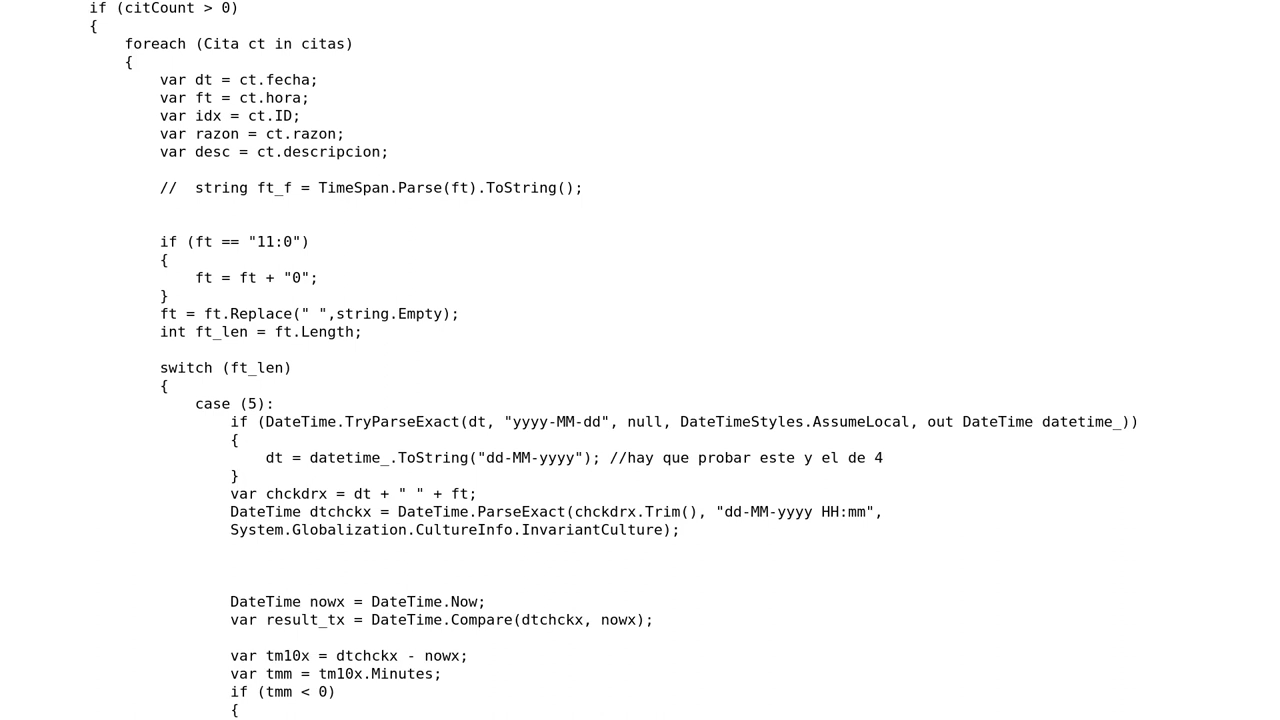 if (citCount > 0)
{
foreach (Cita ct in citas)
{
var dt = ct.fecha;
var ft = ct.hora;
var idx = ct.ID;
var razon = ct.razon;
var desc = ct.descripcion;
//  string ft_f = TimeSpan.Parse(ft).ToString();
if (ft == "11:0")
{
ft = ft + "0";
}
ft = ft.Replace(" ",string.Empty);
int ft_len = ft.Length;
switch (ft_len)
{
case (5):
if (DateTime.TryParseExact(dt, "yyyy-MM-dd", null, DateTimeStyles.AssumeLocal, out DateTime datetime_))
{
dt = datetime_.ToString("dd-MM-yyyy"); //hay que probar este y el de 4
}
var chckdrx = dt + " " + ft;
DateTime dtchckx = DateTime.ParseExact(chckdrx.Trim(), "dd-MM-yyyy HH:mm",
System.Globalization.CultureInfo.InvariantCulture);
DateTime nowx = DateTime.Now;
var result_tx = DateTime.Compare(dtchckx, nowx);
var tm10x = dtchckx - nowx;
var tmm = tm10x.Minutes;
if (tmm < 0)
{